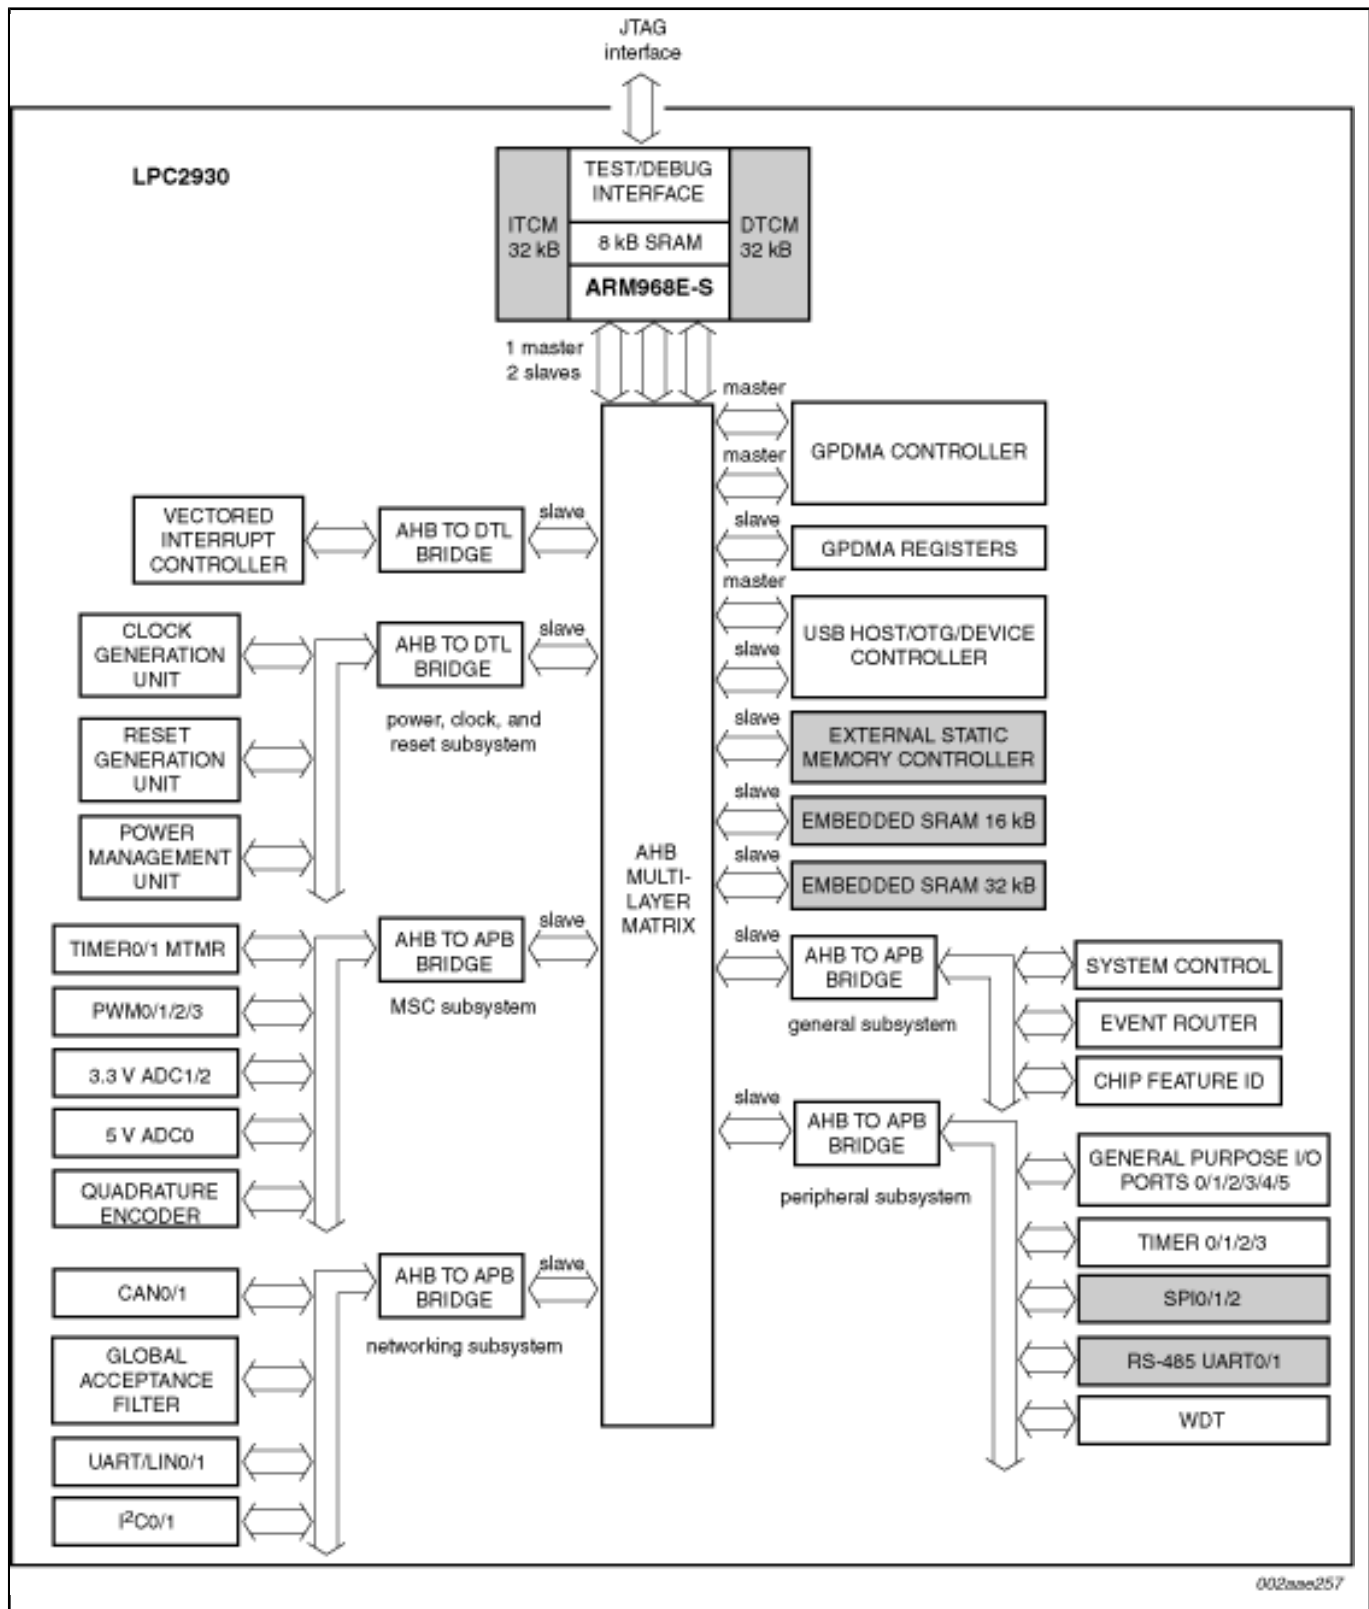 JTAG
interface
LPC2930
ITCM
32 kB
TEST/DEBUG
INTERFACE
8 kB SRAM
ARM968E-S
DTCM
32 kB
1 master
2 slaves
master
GPDMA CONTROLLER
master
slave
GPDMA REGISTERS
master
USB HOST/OTG/DEVICE
CONTROLLER
slave
slave
EXTERNAL STATIC
MEMORY CONTROLLER
slave
EMBEDDED SRAM 16 kB
slave
EMBEDDED SRAM 32 kB
AHB
MULTI-
LAYER
MATRIX
VECTORED
INTERRUPT
CONTROLLER
AHB TO DTL
BRIDGE
slave
CLOCK
GENERATION
UNIT
AHB TO DTL
BRIDGE
slave
power, clock, and
reset subsystem
RESET
GENERATION
UNIT
POWER
MANAGEMENT
UNIT
TIMER0/1 MTMR
AHB TO APB
BRIDGE
slave
MSC subsystem
PWM0/1/2/3
3.3 V ADC1/2
5 V ADC0
QUADRATURE
ENCODER
CAN0/1
AHB TO APB
BRIDGE
slave
networking subsystem
GLOBAL
ACCEPTANCE
FILTER
UART/LIN0/1
I²C0/1
slave
AHB TO APB
BRIDGE
general subsystem
SYSTEM CONTROL
EVENT ROUTER
CHIP FEATURE ID
slave
AHB TO APB
BRIDGE
peripheral subsystem
GENERAL PURPOSE I/O
PORTS 0/1/2/3/4/5
TIMER 0/1/2/3
SPI0/1/2
RS-485 UART0/1
WDT
002aae257